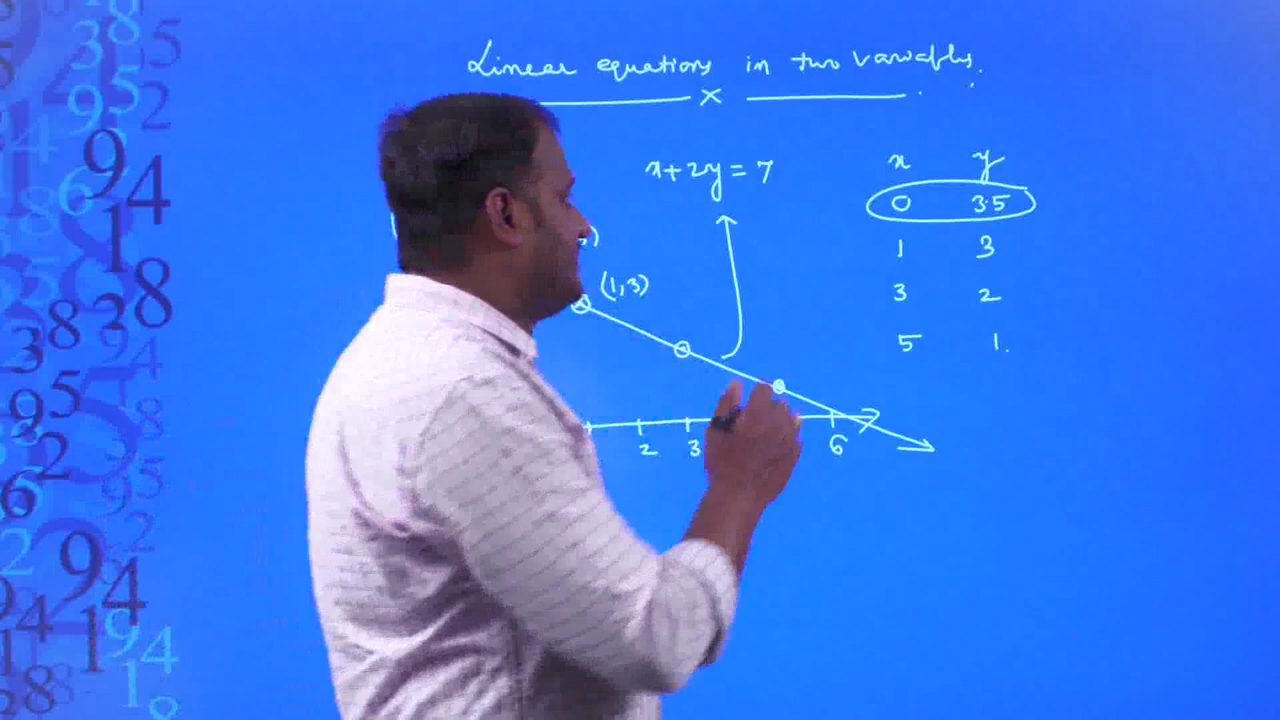 Linear equations in two variables.
x
x+2y = 7
x y
0 3.5
1 3
3 2
5 1.
(1,3)
2 3 6